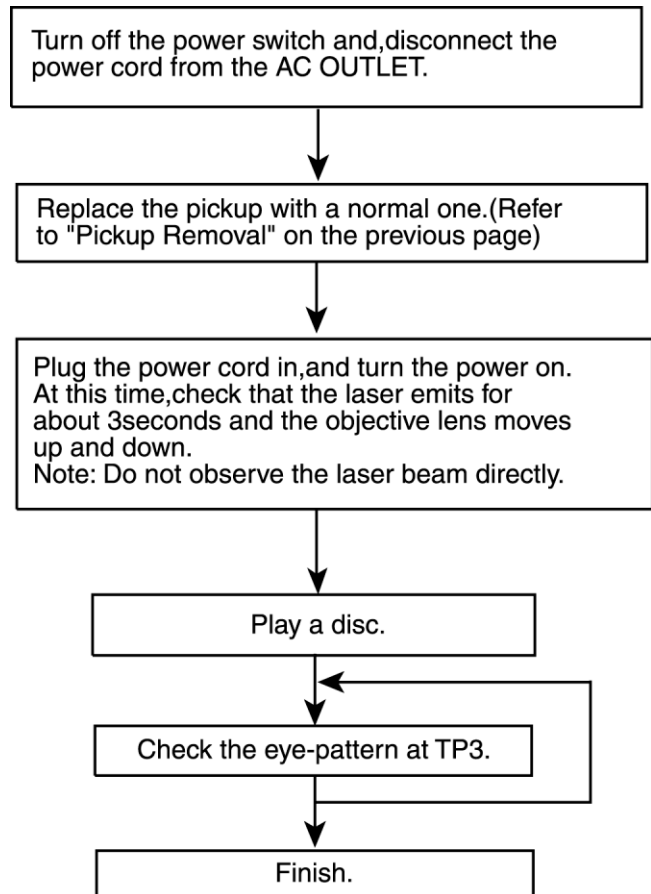 Turn off the power switch and,disconnect the
power cord from the AC OUTLET.
Replace the pickup with a normal one.(Refer
to "Pickup Removal" on the previous page)
Plug the power cord in,and turn the power on.
At this time,check that the laser emits for
about 3seconds and the objective lens moves
up and down.
Note: Do not observe the laser beam directly.
Play a disc.
Check the eye-pattern at TP3.
Finish.